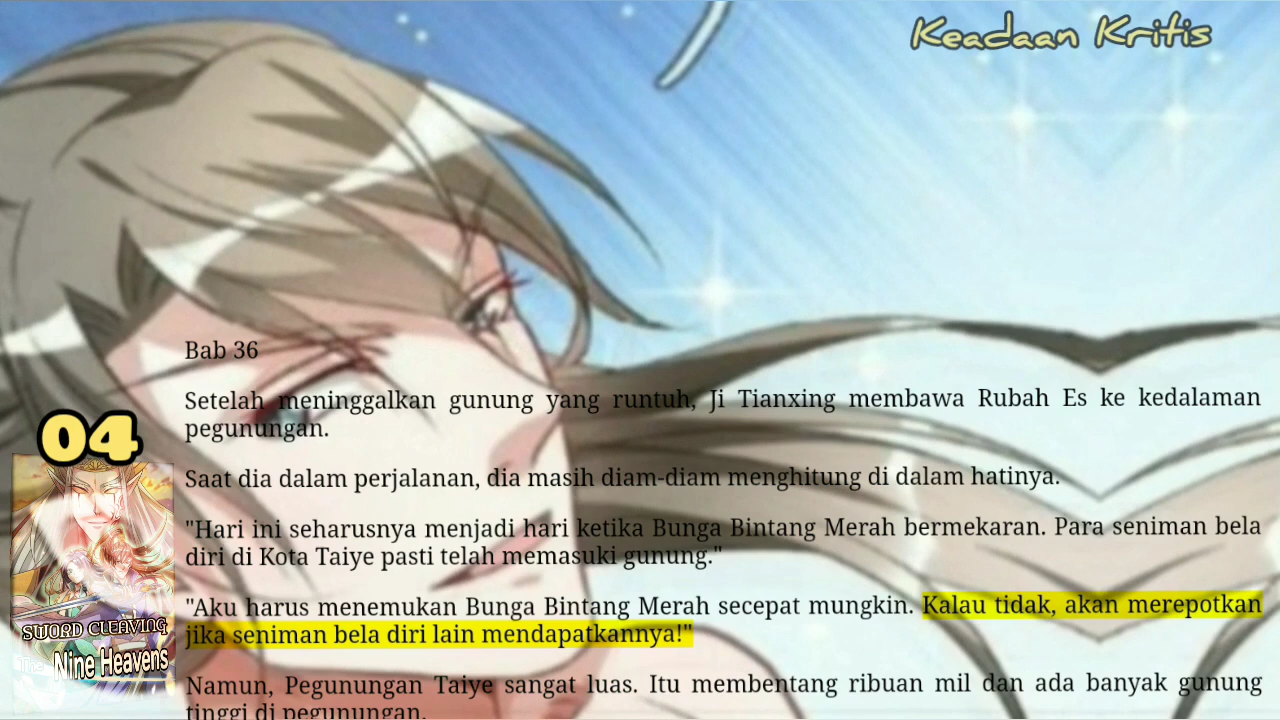 Keadaan Kritis
Bab 36
Setelah meninggalkan gunung yang runtuh, Ji Tianxing membawa Rubah Es ke kedalaman
pegunungan.
Saat dia dalam perjalanan, dia masih diam-diam menghitung di dalam hatinya.
"Hari ini seharusnya menjadi hari ketika Bunga Bintang Merah bermekaran. Para seniman bela
diri di Kota Taiye pasti telah memasuki gunung."
"Aku harus menemukan Bunga Bintang Merah secepat mungkin. Kalau tidak, akan merepotkan
jika seniman bela diri lain mendapatkannya!"
Namun, Pegunungan Taiye sangat luas. Itu membentang ribuan mil dan ada banyak gunung
tinggi di pegunungan.
04
SWORD CLEAVING
The Nine Heavens